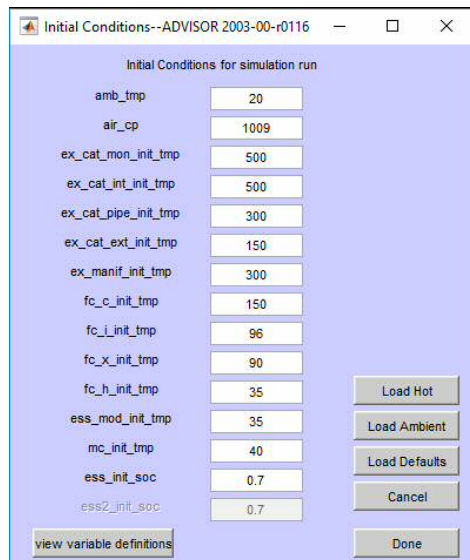 Initial Conditions--ADVISOR 2003-00-r0116
Initial Conditions for simulation run
amb_tmp 20
air_cp 1009
ex_cat_mon_init_tmp 500
ex_cat_int_init_tmp 500
ex_cat_pipe_init_tmp 300
ex_cat_ext_init_tmp 150
ex_manif_init_tmp 300
fc_c_init_tmp 150
fc_i_init_tmp 96
fc_x_init_tmp 90
fc_h_init_tmp 35 Load Hot
ess_mod_init_tmp 35 Load Ambient
mc_init_tmp 40 Load Defaults
ess_init_soc 0.7 Cancel
ess2_init_soc 0.7
view variable definitions Done